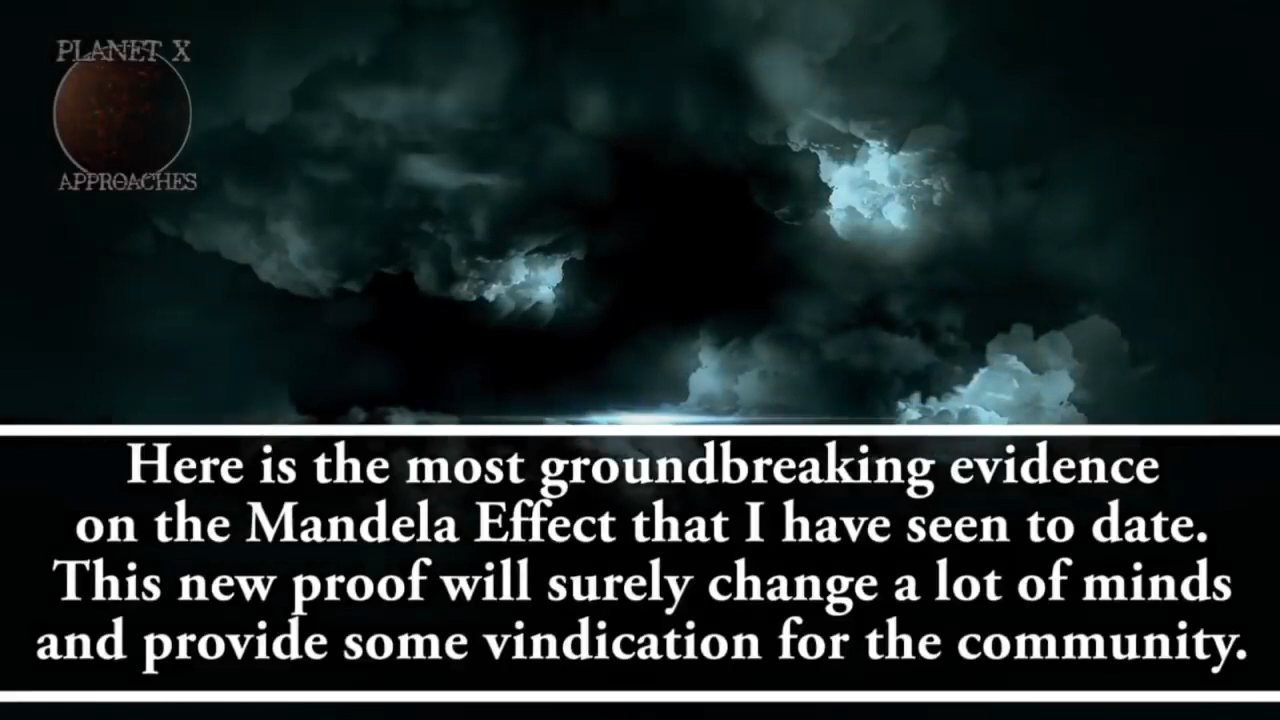 PLANET X
APPROACHES
Here is the most groundbreaking evidence
on the Mandela Effect that I have seen to date.
This new proof will surely change a lot of minds
and provide some vindication for the community.